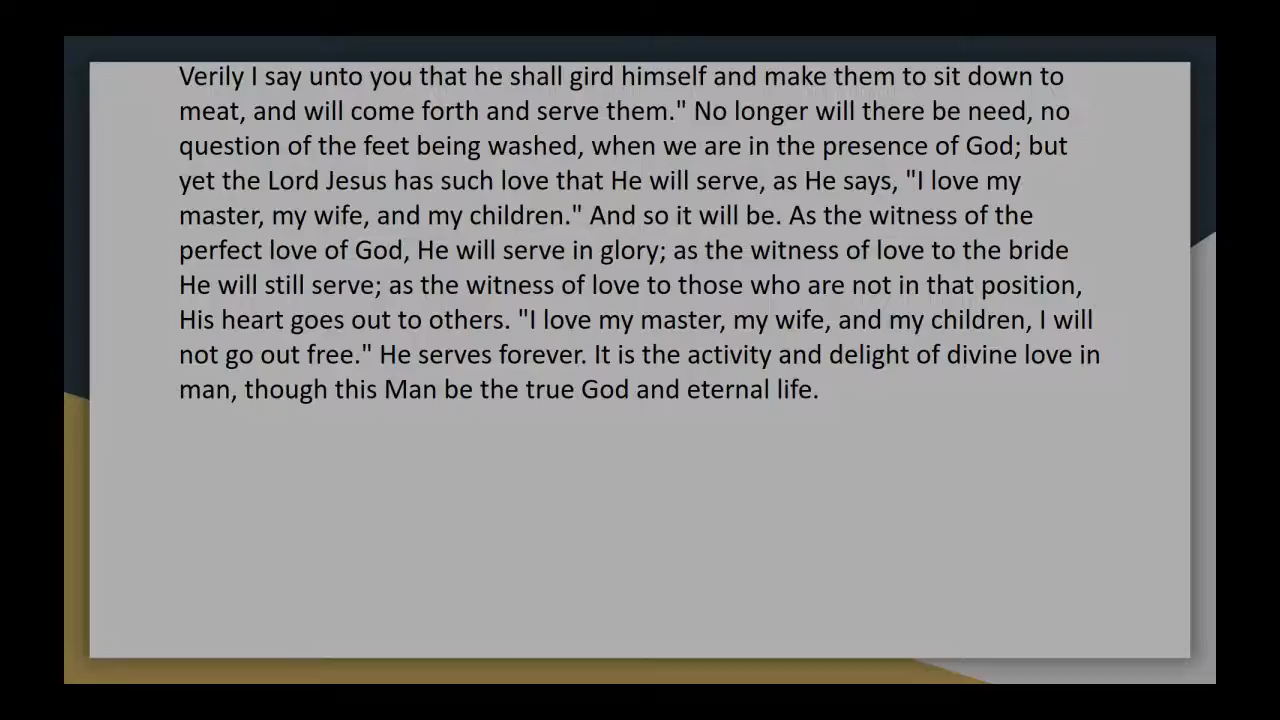 Verily I say unto you that he shall gird himself and make them to sit down to
meat, and will come forth and serve them." No longer will there be need, no
question of the feet being washed, when we are in the presence of God; but
yet the Lord Jesus has such love that He will serve, as He says, "I love my
master, my wife, and my children." And so it will be. As the witness of the
perfect love of God, He will serve in glory; as the witness of love to the bride
He will still serve; as the witness of love to those who are not in that position,
His heart goes out to others. "I love my master, my wife, and my children, I will
not go out free." He serves forever. It is the activity and delight of divine love in
man, though this Man be the true God and eternal life.